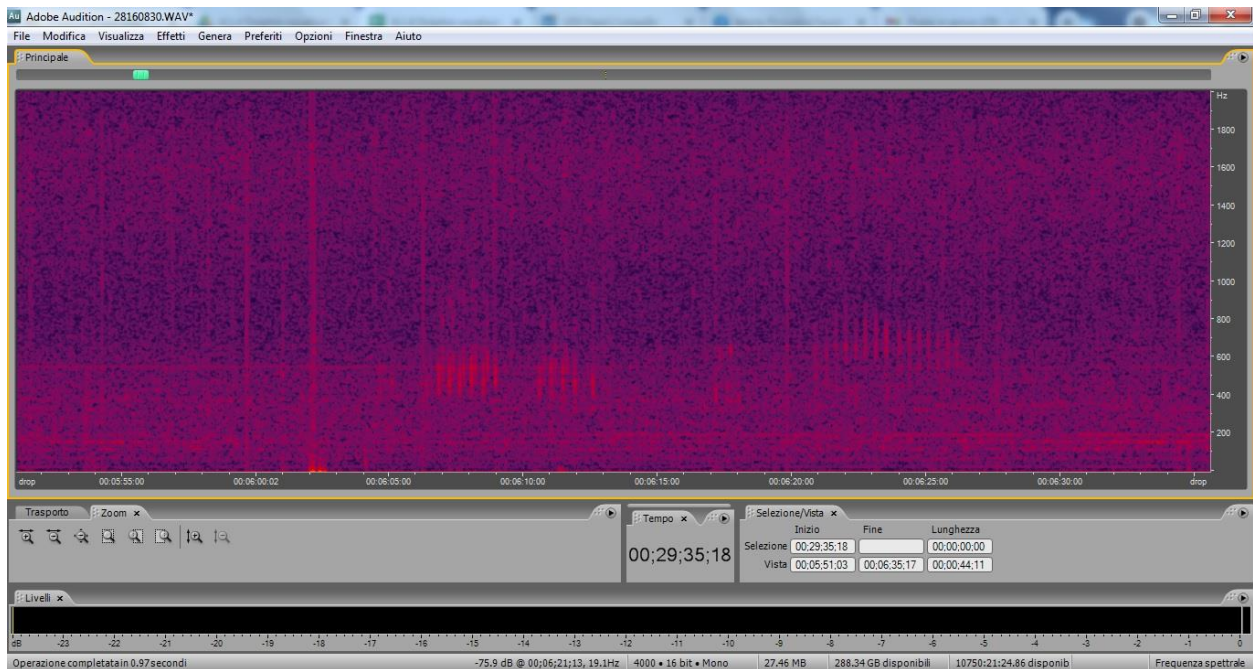 Au Adobe Audition - 28160830.WAV*
File Modifica Visualizza Effetti Genera Preferiti Opzioni Finestra Aiuto
Principale
Hz
1800
1600
1400
1200
1000
800
600
400
200
drop 00:05:55:00 00:06:00:02 00:06:05:00 00:06:10:00 00:06:15:00 00:06:20:00 00:06:25:00 00:06:30:00 drop
Trasporto Zoom x
Tempo x
00;29;35;18
Selezione/Vista x
Inizio Fine Lunghezza
Selezione 00;29;35;18 00;00;00;00
Vista 00;05;51;03 00;06;35;17 00;00;44;11
Livelli x
dB -23 -22 -21 -20 -19 -18 -17 -16 -15 -14 -13 -12 -11 -10 -9 -8 -7 -6 -5 -4 -3 -2 -1 0
Operazione completata in 0.97 secondi -75.9 dB @ 00;06;21;13, 19.1Hz 4000 • 16 bit • Mono 27.46 MB 288.34 GB disponibili 10750:21:24.86 disponib Frequenza spettrale